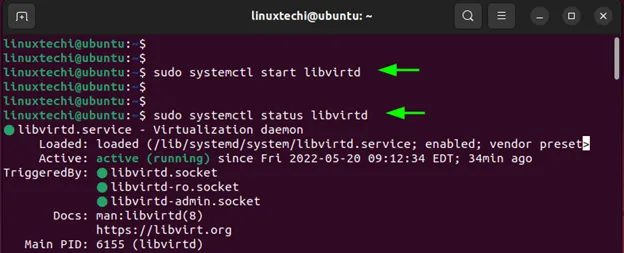 linuxtechi@ubuntu: ~
linuxtechi@ubuntu:~$
linuxtechi@ubuntu:~$
linuxtechi@ubuntu:~$ sudo systemctl start libvirtd
linuxtechi@ubuntu:~$
linuxtechi@ubuntu:~$
linuxtechi@ubuntu:~$ sudo systemctl status libvirtd
● libvirtd.service - Virtualization daemon
Loaded: loaded (/lib/systemd/system/libvirtd.service; enabled; vendor preset>
Active: active (running) since Fri 2022-05-20 09:12:34 EDT; 34min ago
TriggeredBy: ● libvirtd.socket
● libvirtd-ro.socket
● libvirtd-admin.socket
Docs: man:libvirtd(8)
https://libvirt.org
Main PID: 6155 (libvirtd)